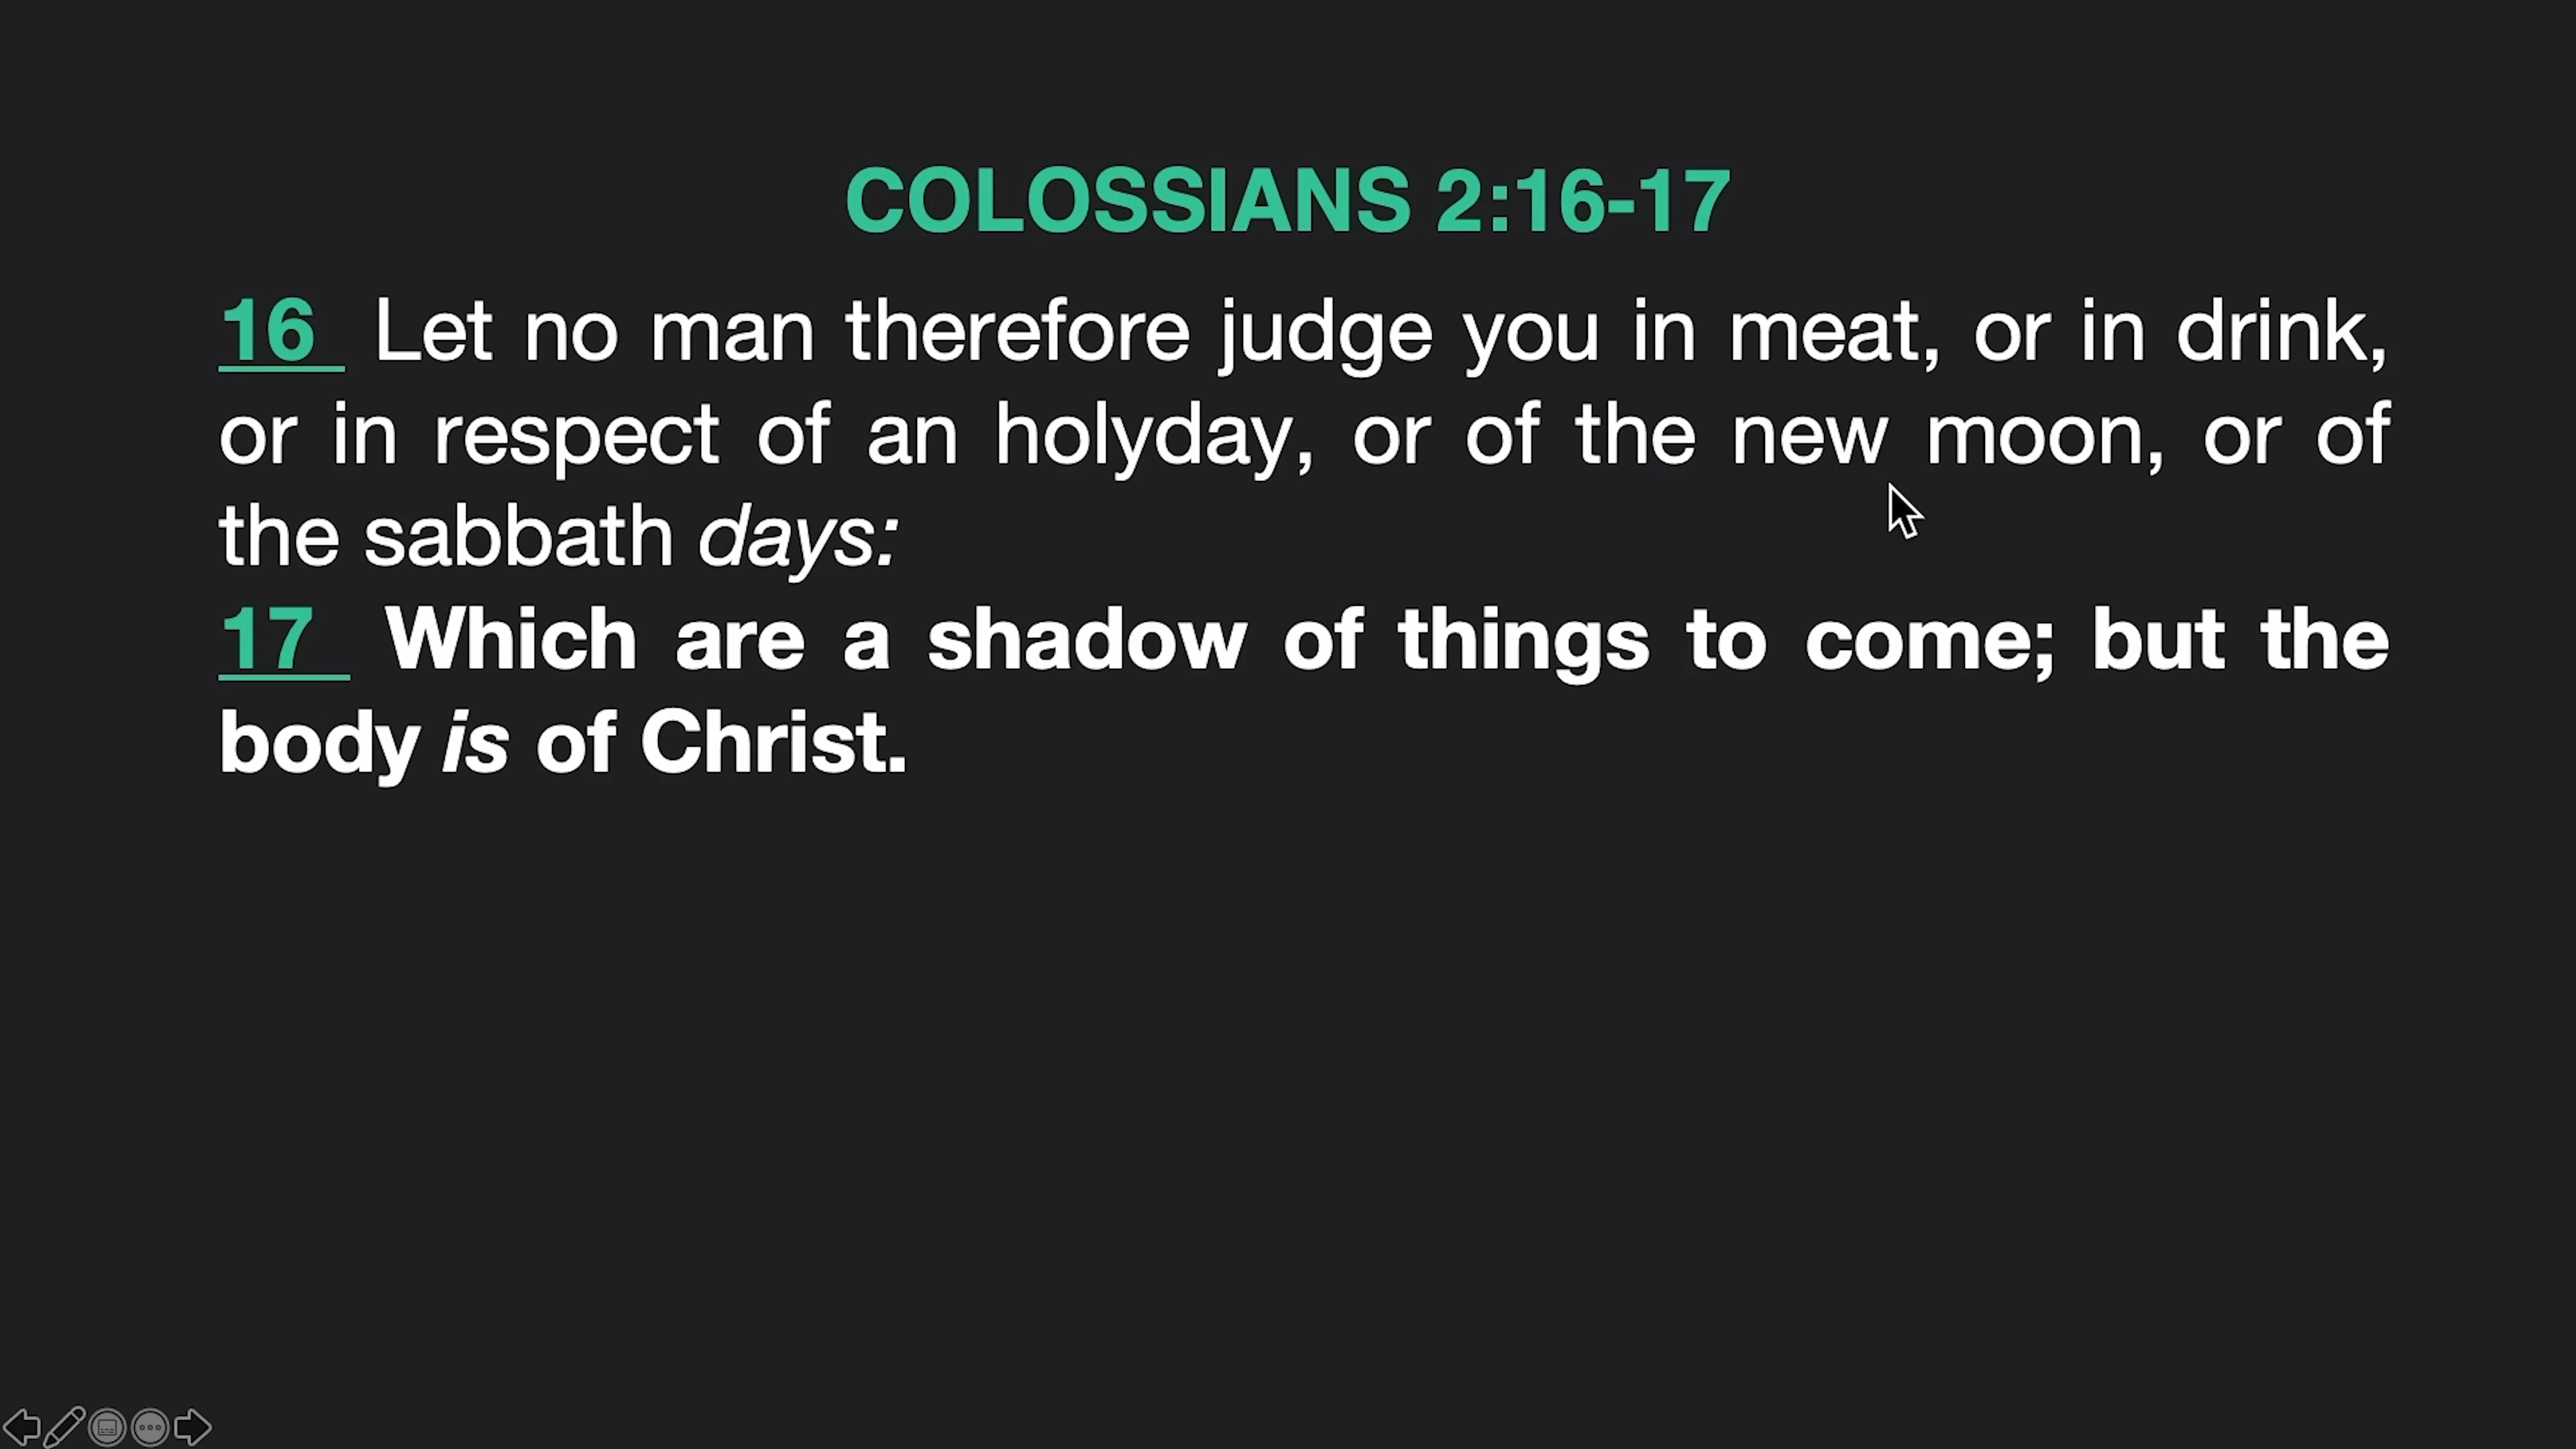 COLOSSIANS 2:16-17
16 Let no man therefore judge you in meat, or in drink,
or in respect of an holyday, or of the new moon, or of
the sabbath days:
17 Which are a shadow of things to come; but the
body is of Christ.